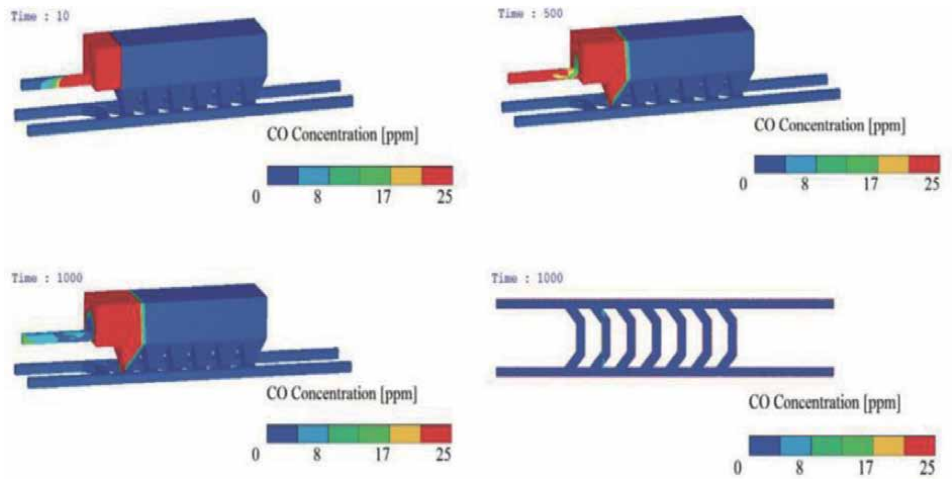 Time : 10
CO Concentration [ppm]
0 8 17 25
Time : 500
CO Concentration [ppm]
0 8 17 25
Time : 1000
CO Concentration [ppm]
0 8 17 25
Time : 1000
CO Concentration [ppm]
0 8 17 25